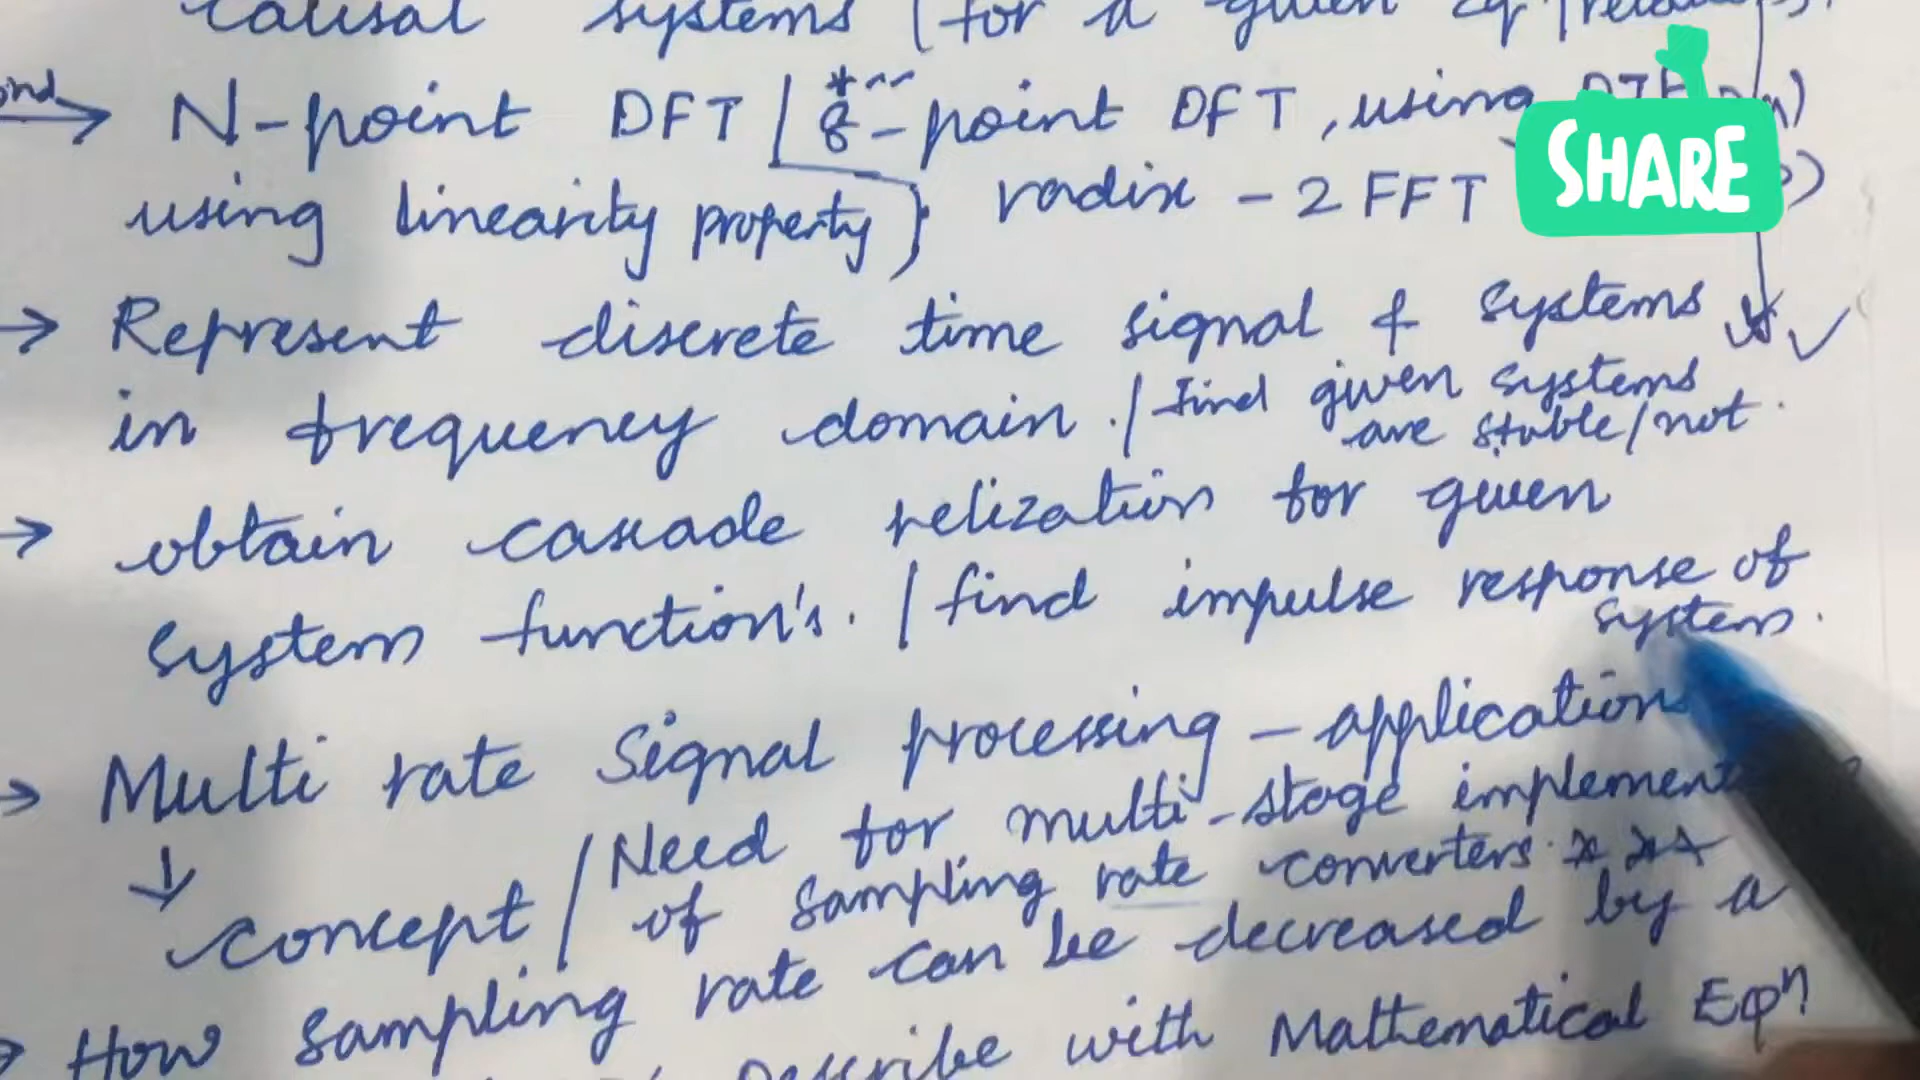 causal systems (for a given eq
ond → N-point DFT / 8-point DFT, using
using linearity property } radix - 2 FFT
SHARE
→ Represent discrete time signal & systems
in frequency domain. / find given systems
are stable/not.
→ obtain cascade relization for given
system function's. / find impulse response of
system.
→ Multi rate Signal processing - application
↓ concept / Need for multi-stage implement
of sampling rate converters ***
→ How sampling rate can be decreased by a
Describe with Mathematical Eqn